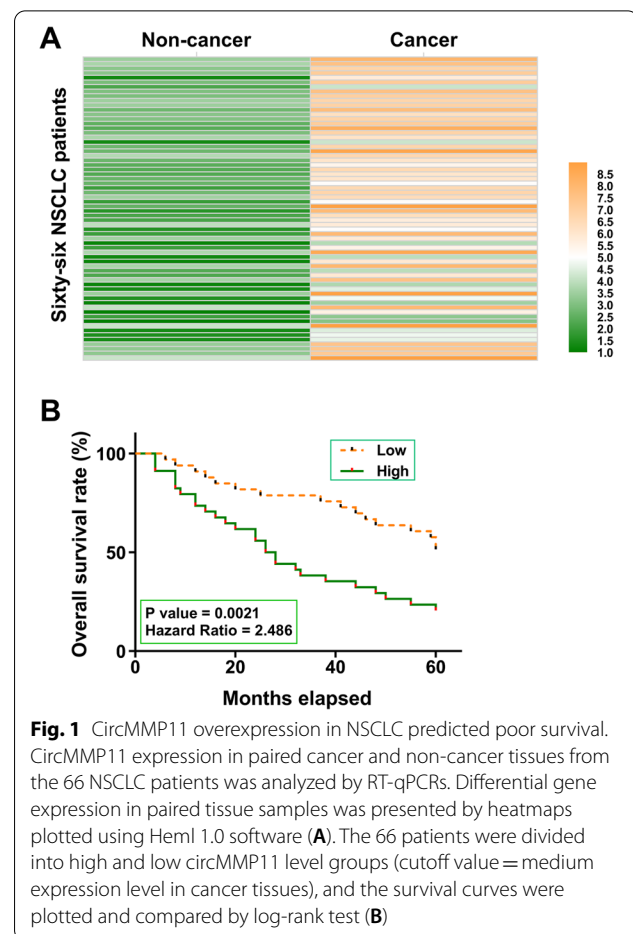 A
Non-cancer Cancer
Sixty-six NSCLC patients
8.5
8.0
7.5
7.0
6.5
6.0
5.5
5.0
4.5
4.0
3.5
3.0
2.5
2.0
1.5
1.0
B
Overall survival rate (%)
100
50
0
Low
High
P value = 0.0021
Hazard Ratio = 2.486
0 20 40 60
Months elapsed
Fig. 1 CircMMP11 overexpression in NSCLC predicted poor survival.
CircMMP11 expression in paired cancer and non-cancer tissues from
the 66 NSCLC patients was analyzed by RT-qPCRs. Differential gene
expression in paired tissue samples was presented by heatmaps
plotted using Heml 1.0 software (A). The 66 patients were divided
into high and low circMMP11 level groups (cutoff value = medium
expression level in cancer tissues), and the survival curves were
plotted and compared by log-rank test (B)